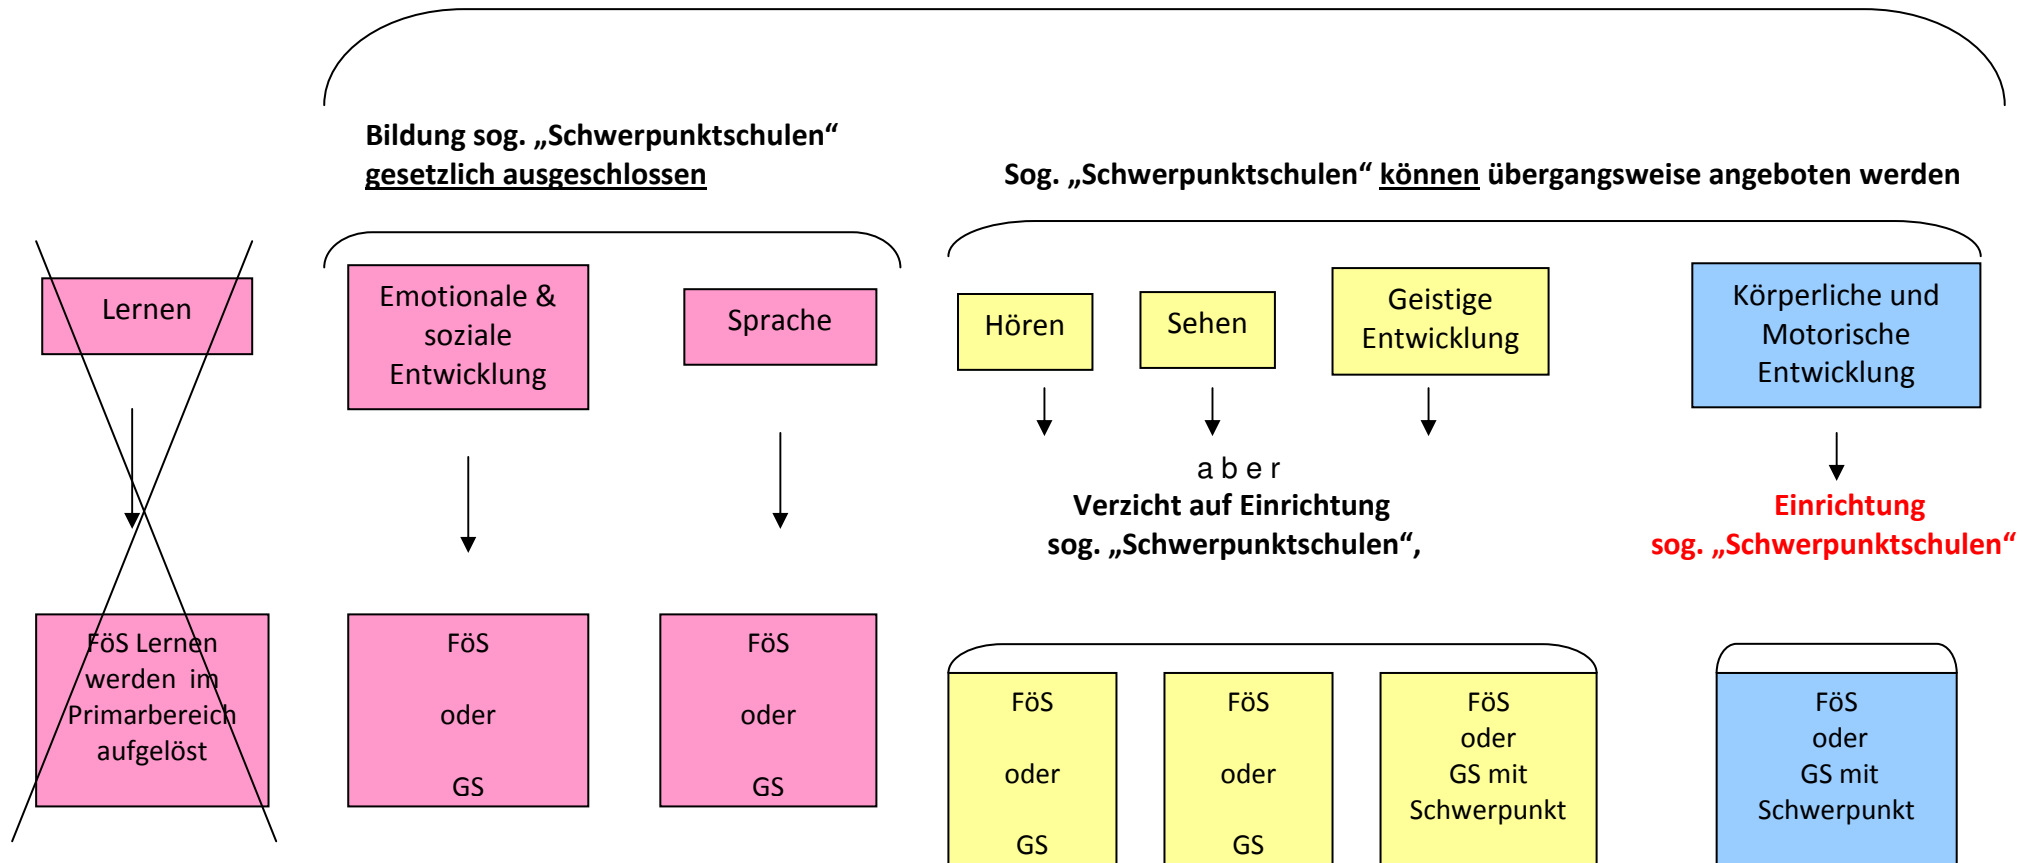 Bildung sog. „Schwerpunktschulen“
gesetzlich ausgeschlossen
Sog. „Schwerpunktschulen“ können übergangsweise angeboten werden
Lernen
Emotionale &
soziale
Entwicklung
Sprache
Hören
Sehen
Geistige
Entwicklung
Körperliche und
Motorische
Entwicklung
a b e r
Verzicht auf Einrichtung
sog. „Schwerpunktschulen“,
Einrichtung
sog. „Schwerpunktschulen“
FöS Lernen
werden im
Primarbereich
aufgelöst
FöS
oder
GS
FöS
oder
GS
FöS
oder
GS
FöS
oder
GS
FöS
oder
GS mit
Schwerpunkt
FöS
oder
GS mit
Schwerpunkt